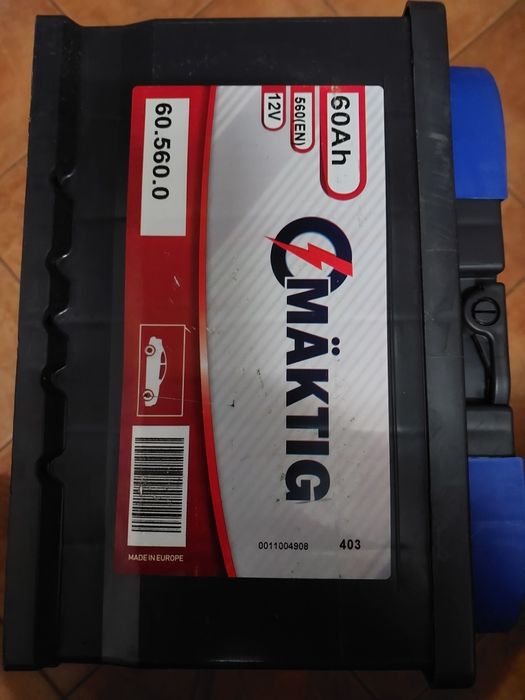 60Ah
560(EN)
12V
60.560.0
MÄKTIG
MADE IN EUROPE
0011004908
403